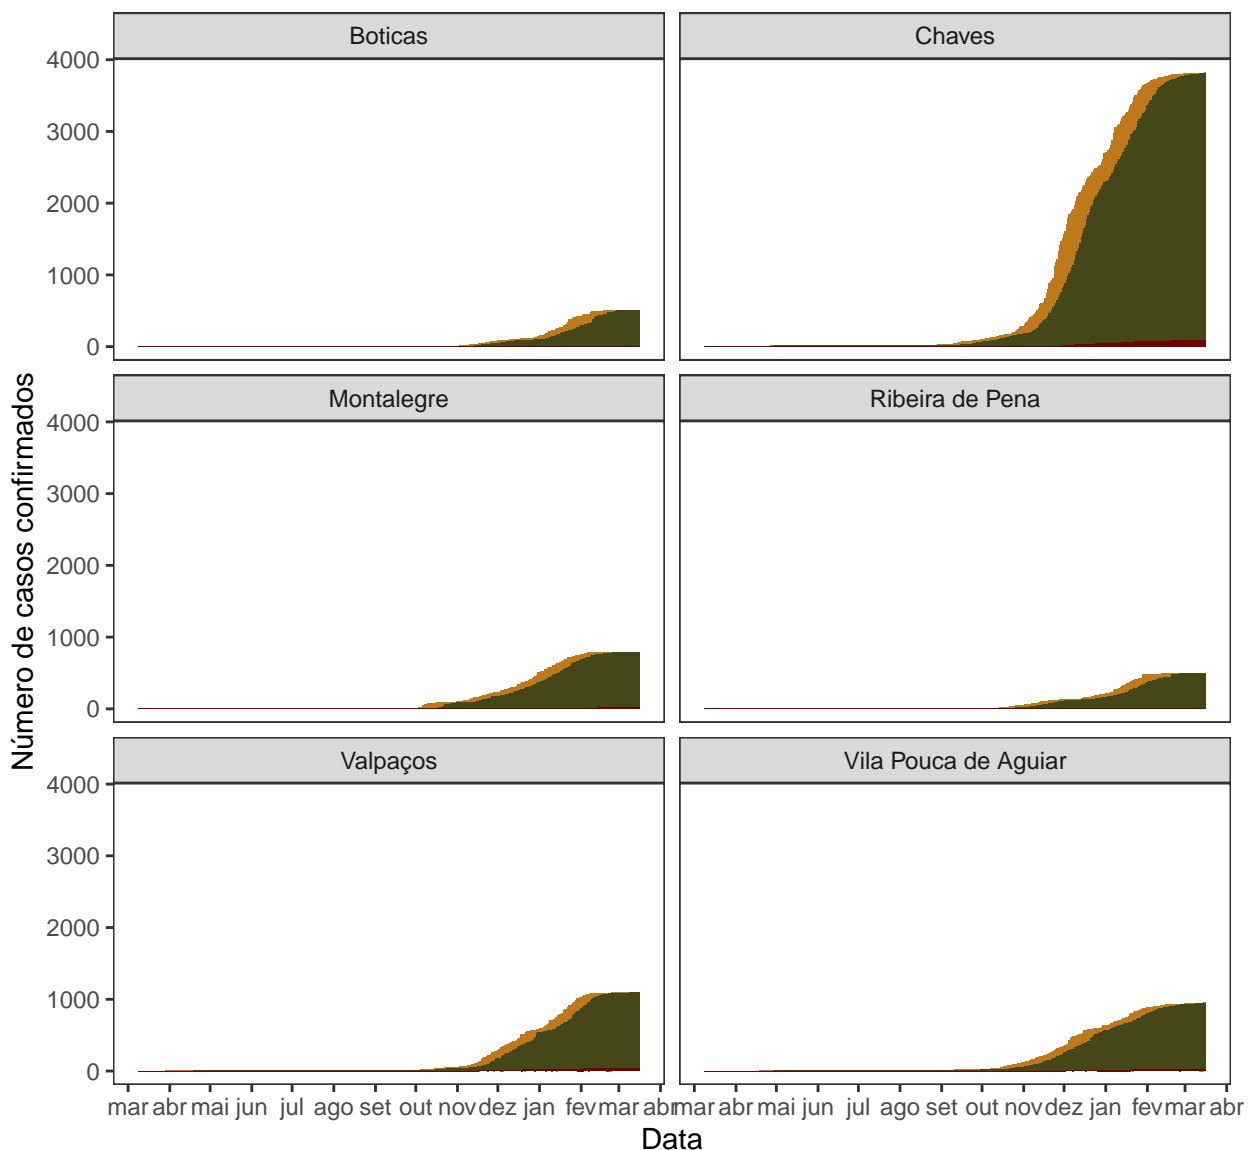 Boticas
Chaves
4000
3000
2000
1000
0
Montalegre
Ribeira de Pena
4000
3000
2000
1000
0
Número de casos confirmados
Valpaços
Vila Pouca de Aguiar
4000
3000
2000
1000
0
mar abr mai jun jul ago set out nov dez jan fev mar abr
mar abr mai jun jul ago set out nov dez jan fev mar abr
Data